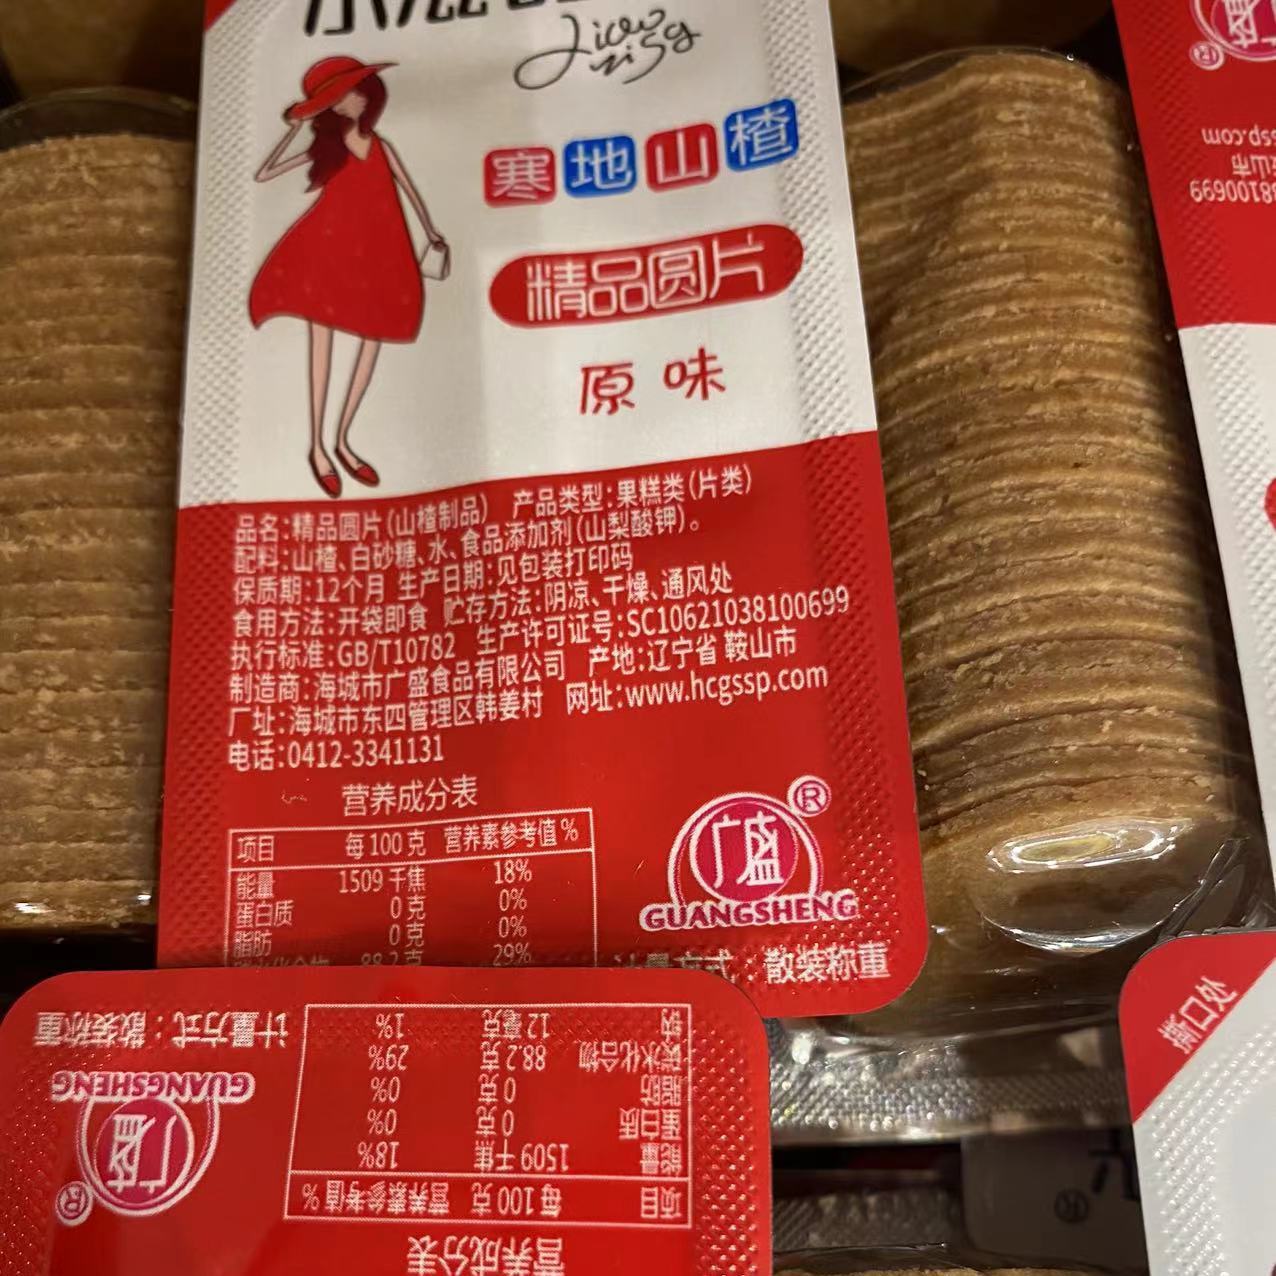 寒地山楂
精品圆片
原味
品名:精品圆片(山楂制品) 产品类型:果糕类(片类)
配料:山楂、白砂糖、水、食品添加剂(山梨酸钾)。
保质期:12个月 生产日期:见包装打印码
食用方法:开袋即食 贮存方法:阴凉、干燥、通风处
执行标准:GB/T10782 生产许可证号:SC10621038100699
制造商:海城市广盛食品有限公司 产地:辽宁省 鞍山市
厂址:海城市东四管理区韩姜村 网址:www.hcgssp.com
电话:0412-3341131
营养成分表
项目 每100克 营养素参考值%
能量 1509 千焦 18%
蛋白质 0克 0%
脂肪 0克 0%
碳水化合物 88.2克 29%
广盛®
GUANGSHENG
计量方式:散装称重
营养成分表
项目 每100克 营养素参考值%
能量 1509 千焦 18%
蛋白质 0克 0%
脂肪 0克 0%
碳水化合物 88.2克 29%
钠 12毫克 1%
广盛®
GUANGSHENG
计量方式:散装称重
38100699
ssp.com
撕口处